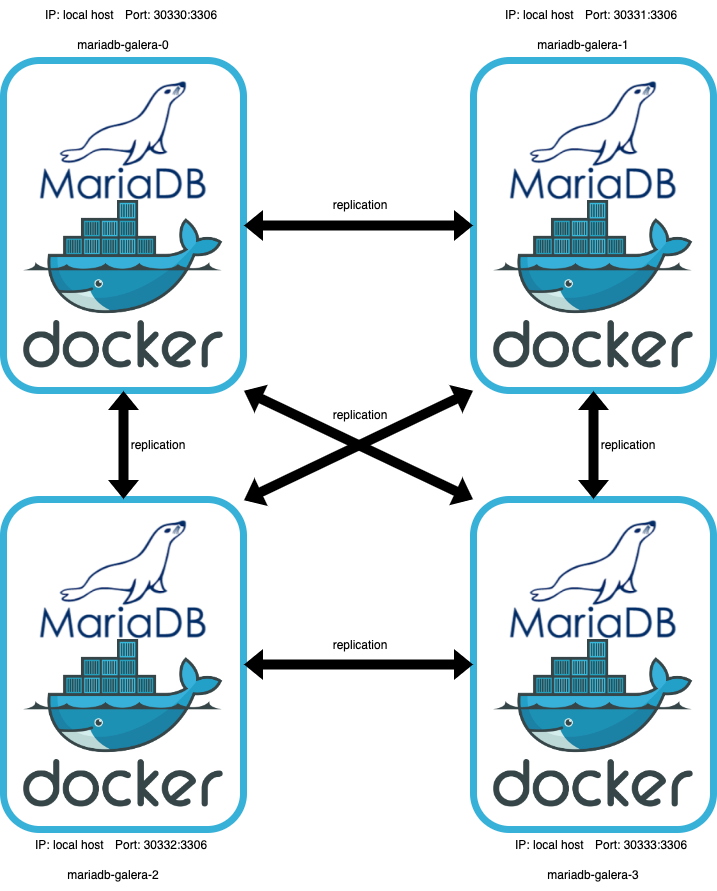 IP: local host Port: 30330:3306
IP: local host Port: 30331:3306
mariadb-galera-0
mariadb-galera-1
MariaDB
MariaDB
docker
docker
replication
replication
replication
replication
MariaDB
MariaDB
docker
docker
replication
IP: local host Port: 30332:3306
IP: local host Port: 30333:3306
mariadb-galera-2
mariadb-galera-3